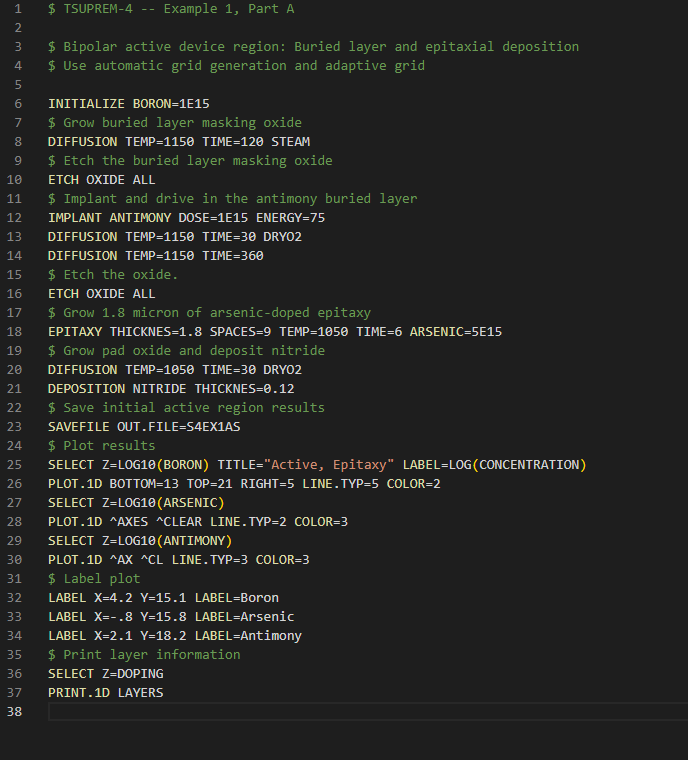 1 $ TSUPREM-4 -- Example 1, Part A
2
3 $ Bipolar active device region: Buried layer and epitaxial deposition
4 $ Use automatic grid generation and adaptive grid
5
6 INITIALIZE BORON=1E15
7 $ Grow buried layer masking oxide
8 DIFFUSION TEMP=1150 TIME=120 STEAM
9 $ Etch the buried layer masking oxide
10 ETCH OXIDE ALL
11 $ Implant and drive in the antimony buried layer
12 IMPLANT ANTIMONY DOSE=1E15 ENERGY=75
13 DIFFUSION TEMP=1150 TIME=30 DRYO2
14 DIFFUSION TEMP=1150 TIME=360
15 $ Etch the oxide.
16 ETCH OXIDE ALL
17 $ Grow 1.8 micron of arsenic-doped epitaxy
18 EPITAXY THICKNES=1.8 SPACES=9 TEMP=1050 TIME=6 ARSENIC=5E15
19 $ Grow pad oxide and deposit nitride
20 DIFFUSION TEMP=1050 TIME=30 DRYO2
21 DEPOSITION NITRIDE THICKNES=0.12
22 $ Save initial active region results
23 SAVEFILE OUT.FILE=S4EX1AS
24 $ Plot results
25 SELECT Z=LOG10(BORON) TITLE="Active, Epitaxy" LABEL=LOG(CONCENTRATION)
26 PLOT.1D BOTTOM=13 TOP=21 RIGHT=5 LINE.TYP=5 COLOR=2
27 SELECT Z=LOG10(ARSENIC)
28 PLOT.1D ^AXES ^CLEAR LINE.TYP=2 COLOR=3
29 SELECT Z=LOG10(ANTIMONY)
30 PLOT.1D ^AX ^CL LINE.TYP=3 COLOR=3
31 $ Label plot
32 LABEL X=4.2 Y=15.1 LABEL=Boron
33 LABEL X=-.8 Y=15.8 LABEL=Arsenic
34 LABEL X=2.1 Y=18.2 LABEL=Antimony
35 $ Print layer information
36 SELECT Z=DOPING
37 PRINT.1D LAYERS
38